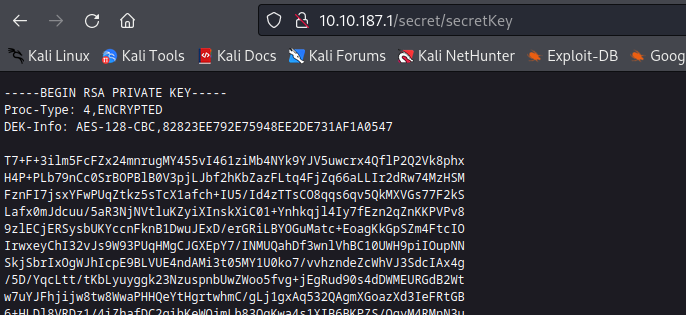 10.10.187.1/secret/secretKey
Kali Linux Kali Tools Kali Docs Kali Forums Kali NetHunter Exploit-DB Goog
-----BEGIN RSA PRIVATE KEY-----
Proc-Type: 4,ENCRYPTED
DEK-Info: AES-128-CBC,82823EE792E75948EE2DE731AF1A0547
T7+F+3ilm5FcFZx24mnrugMY455vI461ziMb4NYk9YJV5uwcrx4QflP2Q2Vk8phx
H4P+PLb79nCc0SrBOPBlB0V3pjLJbf2hKbZazFLtq4FjZq66aLLIr2dRw74MzHSM
FznFI7jsxYFwPUqZtkz5sTcX1afch+IU5/Id4zTTsCO8qqs6qv5QkMXVGs77F2kS
Lafx0mJdcuu/5aR3NjNVtluKZyiXInskXiC01+Ynhkqjl4Iy7fEzn2qZnKKPVPv8
9zlECjERSysbUKYccnFknB1DwuJExD/erGRiLBYOGuMatc+EoagKkGpSZm4FtcIO
IrwxeyChI32vJs9W93PUqHMgCJGXEpY7/INMUQahDf3wnlVhBC10UWH9piIOupNN
SkjSbrIxOgWJhIcpE9BLVUE4ndAMi3t05MY1U0ko7/vvhzndeZcWhVJ3SdcIAx4g
/5D/YqcLtt/tKbLyuyggk23NzuspnbUwZWoo5fvg+jEgRud90s4dDWMEURGdB2Wt
w7uYJFhjijw8tw8WwaPHHQeYtHgrtwhmC/gLj1gxAq532QAgmXGoazXd3IeFRtGB